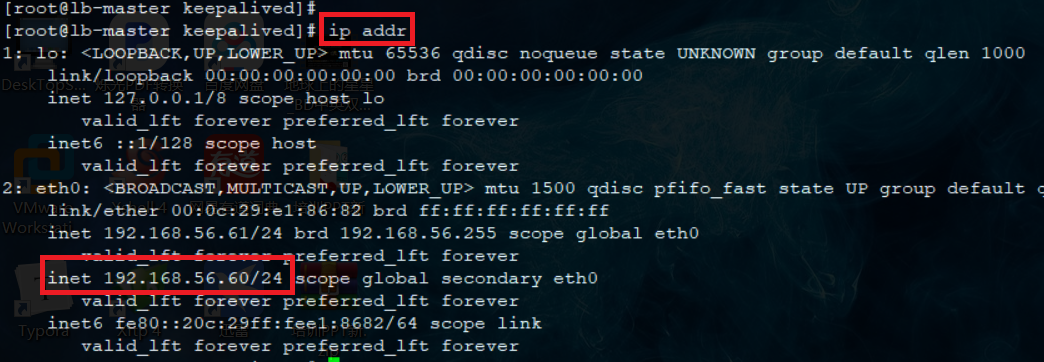 [root@lb-master keepalived]#
[root@lb-master keepalived]# ip addr
1: lo: <LOOPBACK,UP,LOWER_UP> mtu 65536 qdisc noqueue state UNKNOWN group default qlen 1000
link/loopback 00:00:00:00:00:00 brd 00:00:00:00:00:00
inet 127.0.0.1/8 scope host lo
valid_lft forever preferred_lft forever
inet6 ::1/128 scope host
valid_lft forever preferred_lft forever
2: eth0: <BROADCAST,MULTICAST,UP,LOWER_UP> mtu 1500 qdisc pfifo_fast state UP group default q
link/ether 00:0c:29:e1:86:82 brd ff:ff:ff:ff:ff:ff
inet 192.168.56.61/24 brd 192.168.56.255 scope global eth0
valid_lft forever preferred_lft forever
inet 192.168.56.60/24 scope global secondary eth0
valid_lft forever preferred_lft forever
inet6 fe80::20c:29ff:fee1:8682/64 scope link
valid_lft forever preferred_lft forever
DeskTopS...
VMware
Workstati...
Typora